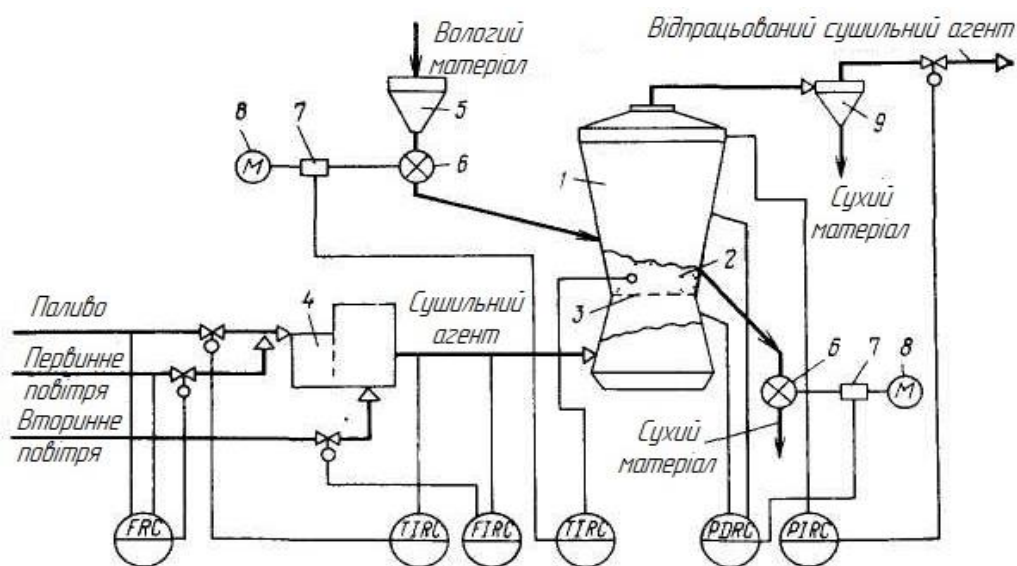 Вологий
матеріал
Відпрацьований сушильний агент
8
7
5
6
1
9
Сухий
матеріал
2
Паливо
4
Сушильний
агент
3
Первинне
повітря
6
7
8
Вторинне
повітря
Сухий
матеріал
М
М
FRC
TIRC
FIRC
TIRC
PDRC
PIRC